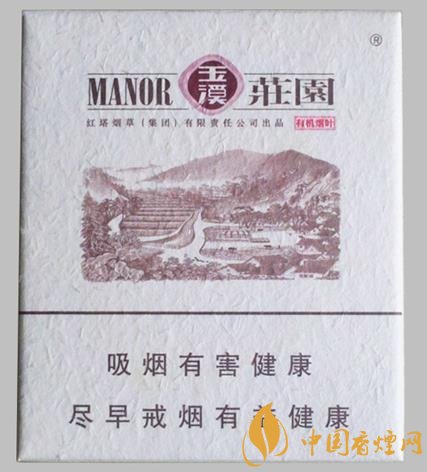 ®
MANOR 玉溪 莊園
红塔烟草（集团）有限责任公司出品 有机烟叶
吸烟有害健康
尽早戒烟有益健康
中国香烟网